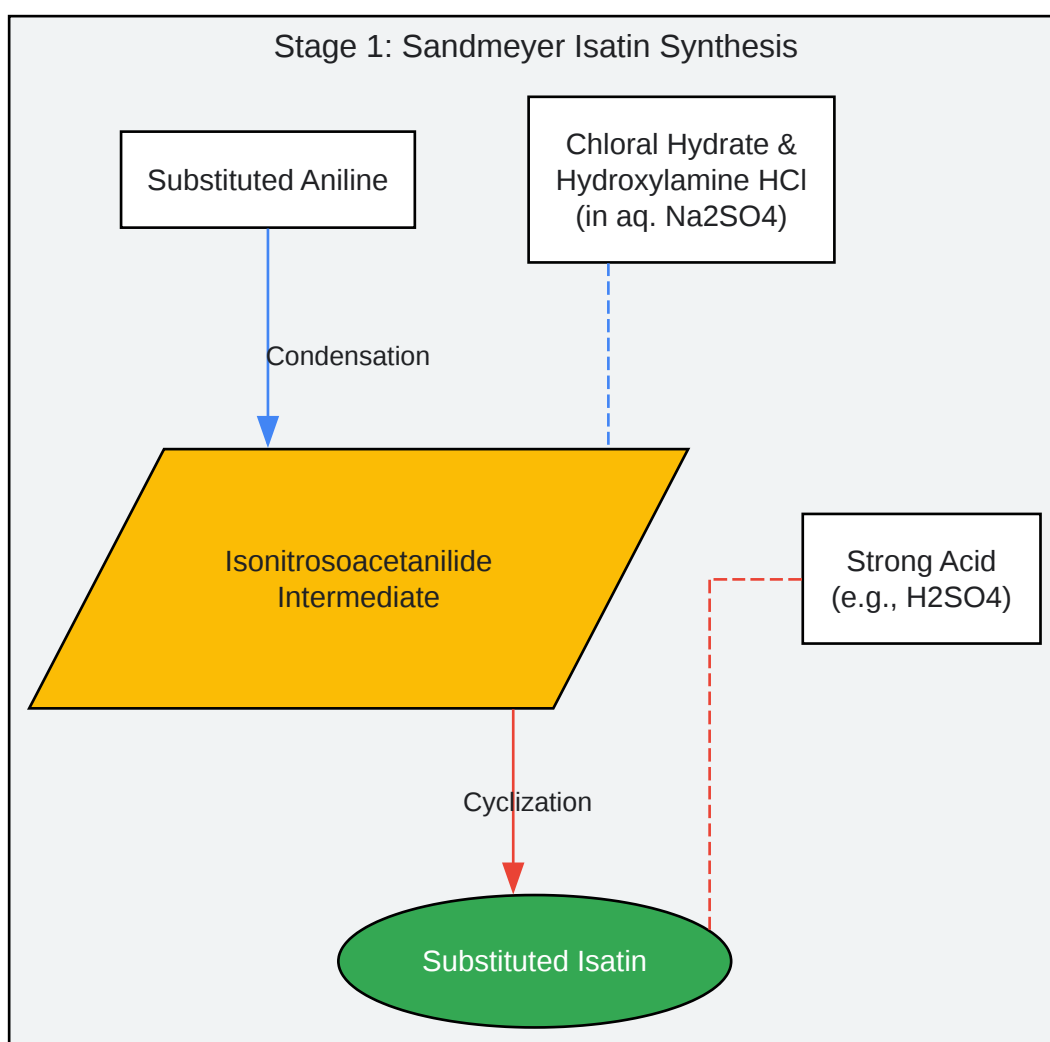 Stage 1: Sandmeyer Isatin Synthesis
Substituted Aniline
Chloral Hydrate &
Hydroxylamine HCl
(in aq. Na2SO4)
Condensation
Isonitrosoacetanilide
Intermediate
Strong Acid
(e.g., H2SO4)
Cyclization
Substituted Isatin